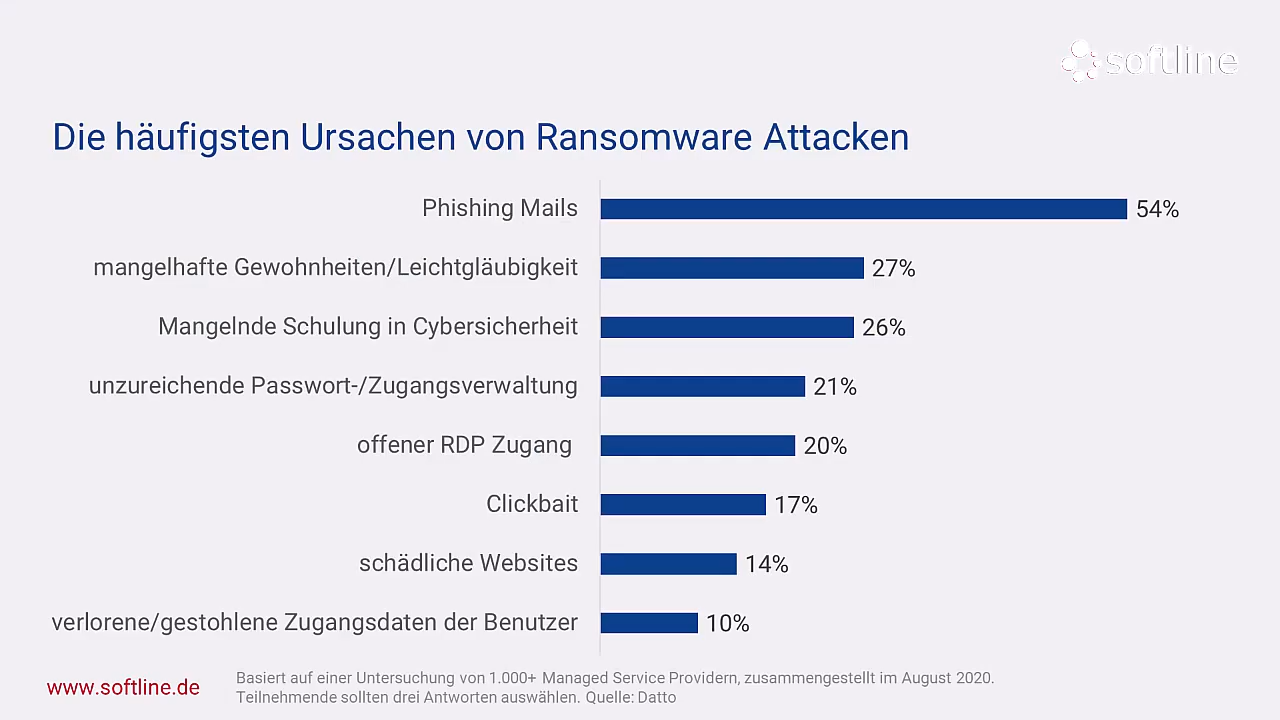 softline
Die häufigsten Ursachen von Ransomware Attacken
Phishing Mails 54%
mangelhafte Gewohnheiten/Leichtgläubigkeit 27%
Mangelnde Schulung in Cybersicherheit 26%
unzureichende Passwort-/Zugangsverwaltung 21%
offener RDP Zugang 20%
Clickbait 17%
schädliche Websites 14%
verlorene/gestohlene Zugangsdaten der Benutzer 10%
www.softline.de
Basiert auf einer Untersuchung von 1.000+ Managed Service Providern, zusammengestellt im August 2020.
Teilnehmende sollten drei Antworten auswählen. Quelle: Datto